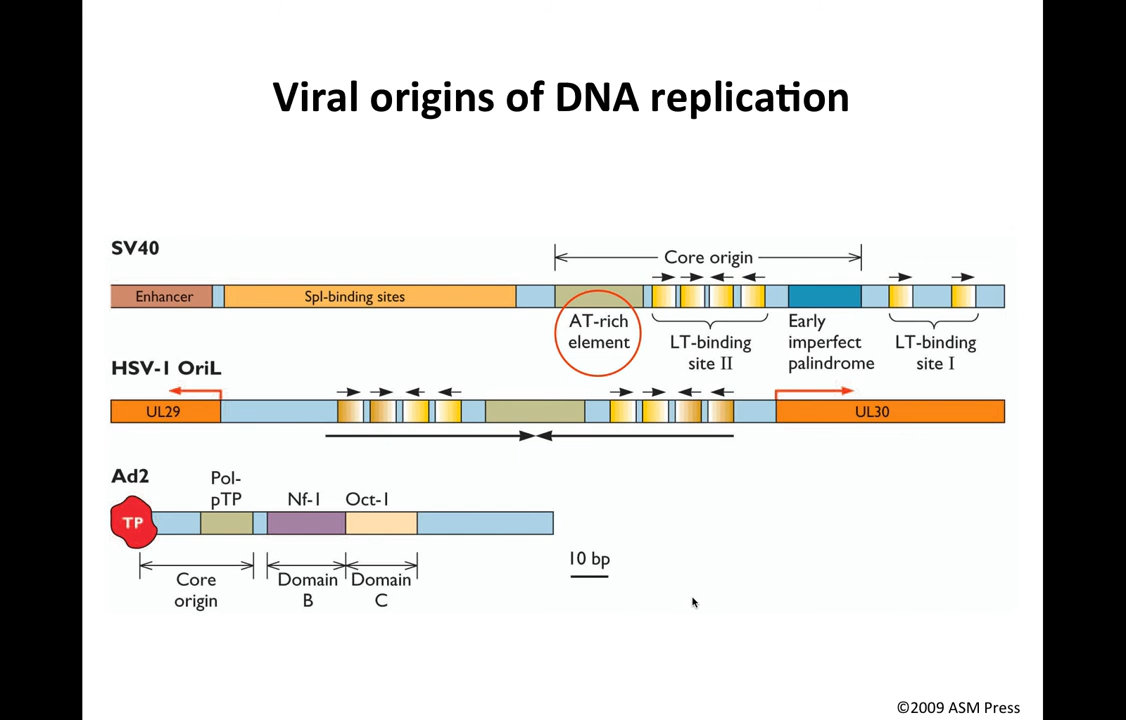 Viral origins of DNA replication
SV40
Core origin
Enhancer
Spl-binding sites
AT-rich
element
LT-binding
site II
Early
imperfect
palindrome
LT-binding
site I
HSV-1 OriL
UL29
UL30
Ad2
Pol-
pTP
Nf-1
Oct-1
TP
Core
origin
Domain
B
Domain
C
10 bp
©2009 ASM Press